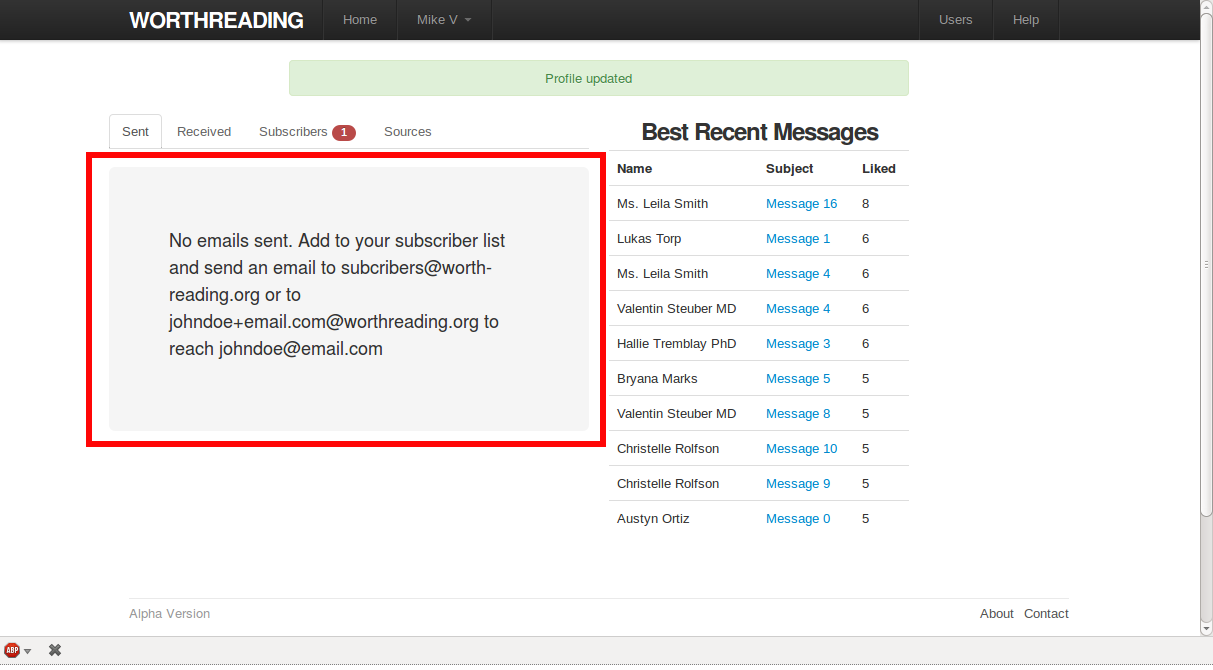 WORTHREADING Home Mike V Users Help
Profile updated
Sent Received Subscribers 1 Sources
No emails sent. Add to your subscriber list
and send an email to subcribers@worth-
reading.org or to
johndoe+email.com@worthreading.org to
reach johndoe@email.com
Best Recent Messages
Name Subject Liked
Ms. Leila Smith Message 16 8
Lukas Torp Message 1 6
Ms. Leila Smith Message 4 6
Valentin Steuber MD Message 4 6
Hallie Tremblay PhD Message 3 6
Bryana Marks Message 5 5
Valentin Steuber MD Message 8 5
Christelle Rolfson Message 10 5
Christelle Rolfson Message 9 5
Austyn Ortiz Message 0 5
Alpha Version About Contact
ABP